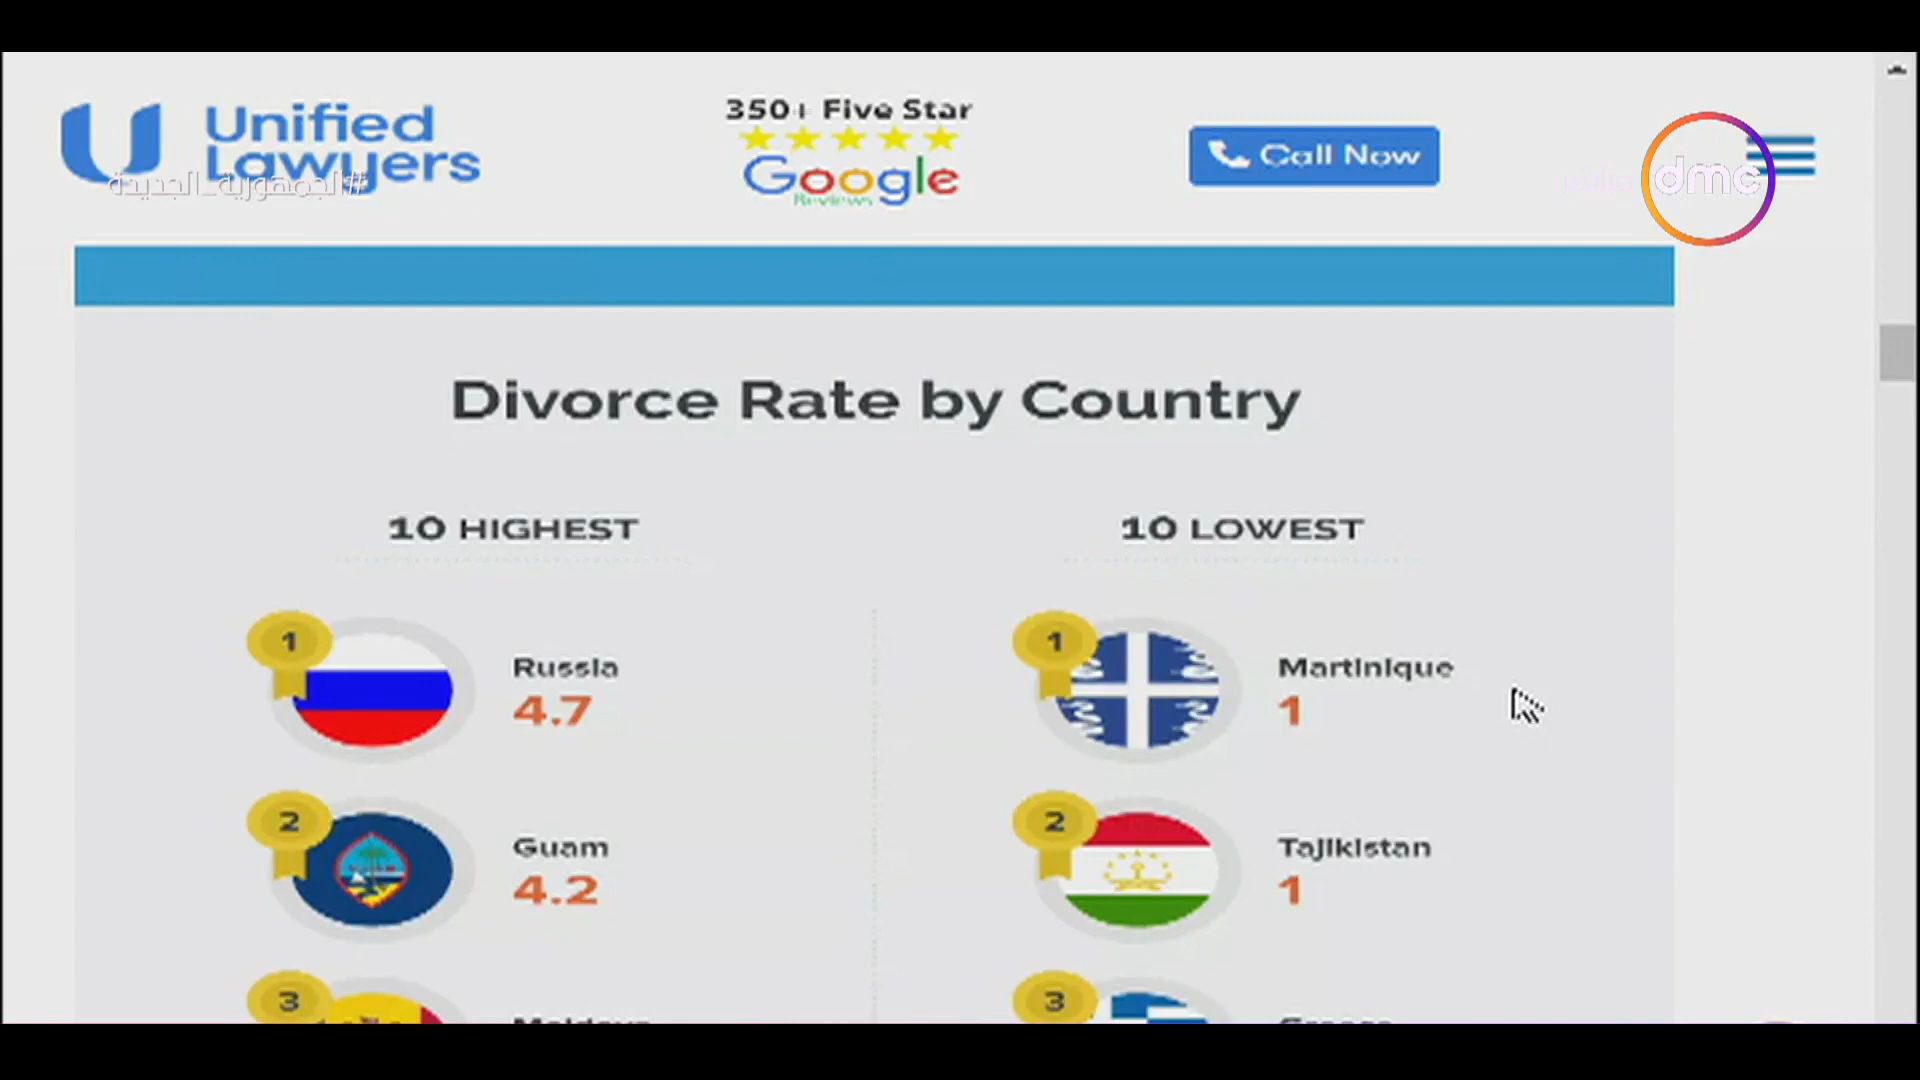 Unified
Lawyers
350+ Five Star
Google
Reviews
Call Now
dmc
#الجمهورية_الجديدة
Divorce Rate by Country
10 HIGHEST
1
Russia
4.7
2
Guam
4.2
3
10 LOWEST
1
Martinique
1
2
Tajikistan
1
3